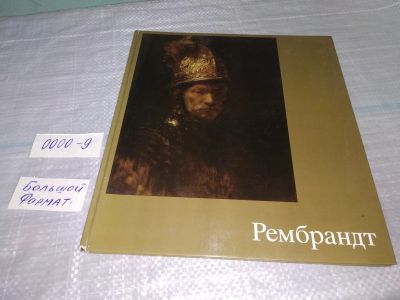 0000-9
Большой
Формат.
Рембрандт